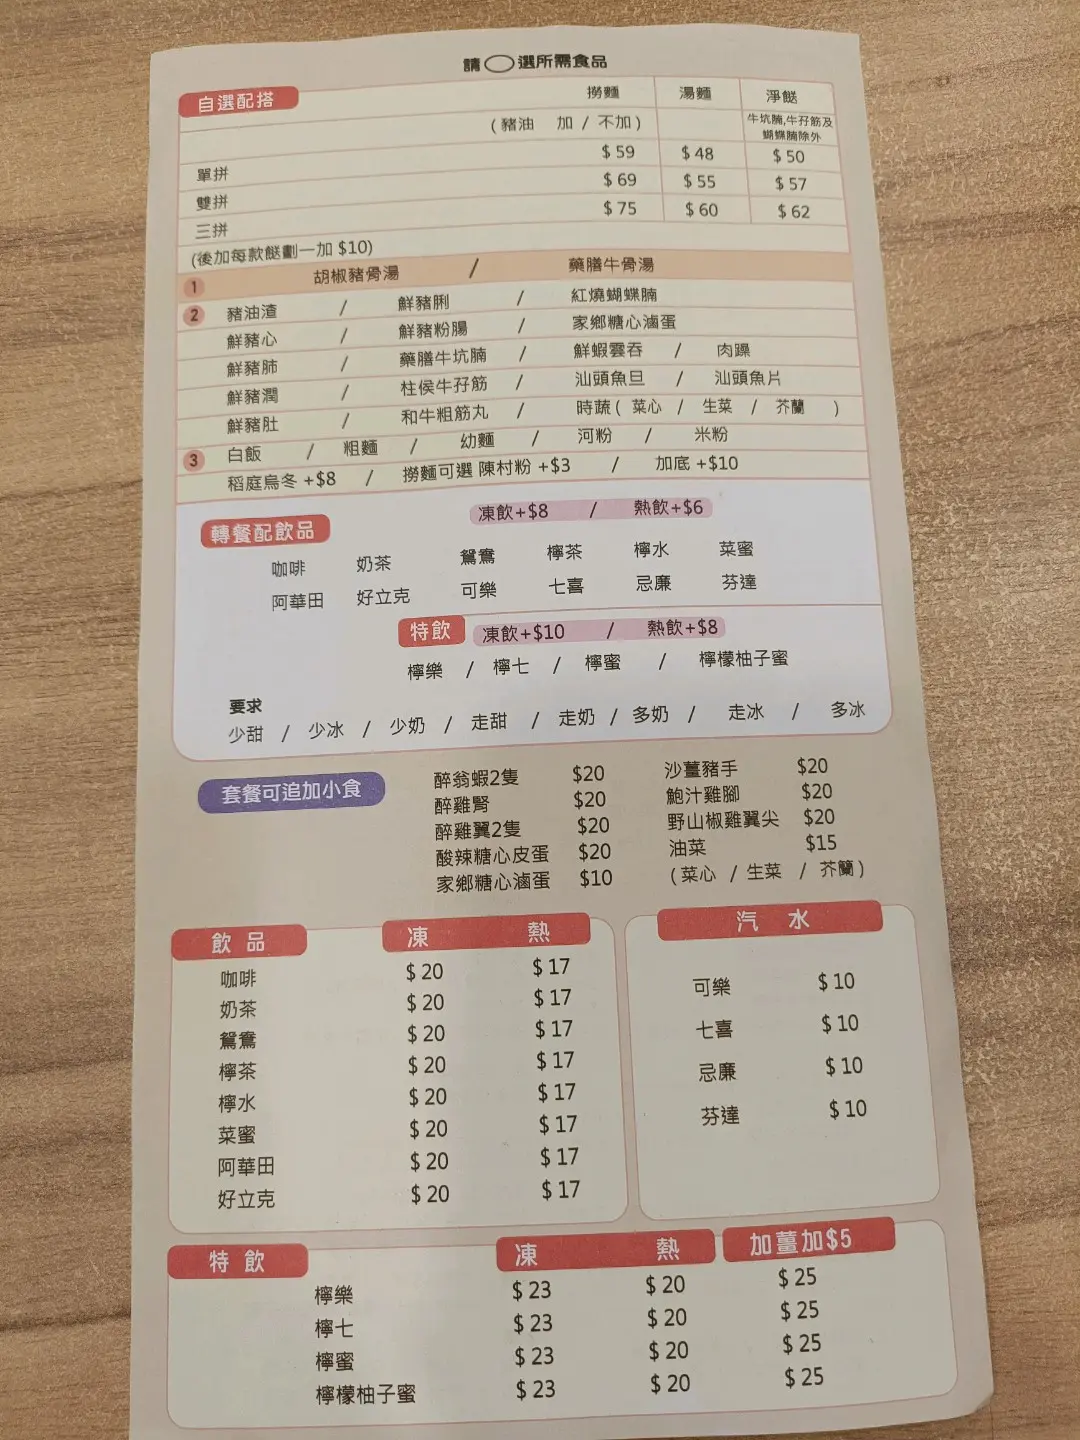 請◯選所需食品
自選配搭 撈麵 湯麵 淨餸
(豬油 加 / 不加) 牛坑腩,牛孖筋及
蝴蝶腩除外
單拼 $59 $48 $50
雙拼 $69 $55 $57
三拼 $75 $60 $62
(後加每款餸劃一加 $10)
1 胡椒豬骨湯 / 藥膳牛骨湯
2 豬油渣 / 鮮豬脷 / 紅燒蝴蝶腩
鮮豬心 / 鮮豬粉腸 / 家鄉糖心滷蛋
鮮豬肺 / 藥膳牛坑腩 / 鮮蝦雲吞 / 肉躁
鮮豬潤 / 柱侯牛孖筋 / 汕頭魚旦 / 汕頭魚片
鮮豬肚 / 和牛粗筋丸 / 時蔬( 菜心 / 生菜 / 芥蘭 )
3 白飯 / 粗麵 / 幼麵 / 河粉 / 米粉
稻庭烏冬 +$8 / 撈麵可選 陳村粉 +$3 / 加底 +$10
轉餐配飲品 凍飲+$8 / 熱飲+$6
咖啡 奶茶 鴛鴦 檸茶 檸水 菜蜜
阿華田 好立克 可樂 七喜 忌廉 芬達
特飲 凍飲+$10 / 熱飲+$8
檸樂 / 檸七 / 檸蜜 / 檸檬柚子蜜
要求
少甜 / 少冰 / 少奶 / 走甜 / 走奶 / 多奶 / 走冰 / 多冰
套餐可追加小食
醉翁蝦2隻 $20 沙薑豬手 $20
醉雞腎 $20 鮑汁雞腳 $20
醉雞翼2隻 $20 野山椒雞翼尖 $20
酸辣糖心皮蛋 $20 油菜 $15
家鄉糖心滷蛋 $10 (菜心 / 生菜 / 芥蘭)
飲品 凍 熱
咖啡 $20 $17
奶茶 $20 $17
鴛鴦 $20 $17
檸茶 $20 $17
檸水 $20 $17
菜蜜 $20 $17
阿華田 $20 $17
好立克 $20 $17
汽水
可樂 $10
七喜 $10
忌廉 $10
芬達 $10
特飲 凍 熱 加薑加$5
檸樂 $23 $20 $25
檸七 $23 $20 $25
檸蜜 $23 $20 $25
檸檬柚子蜜 $23 $20 $25